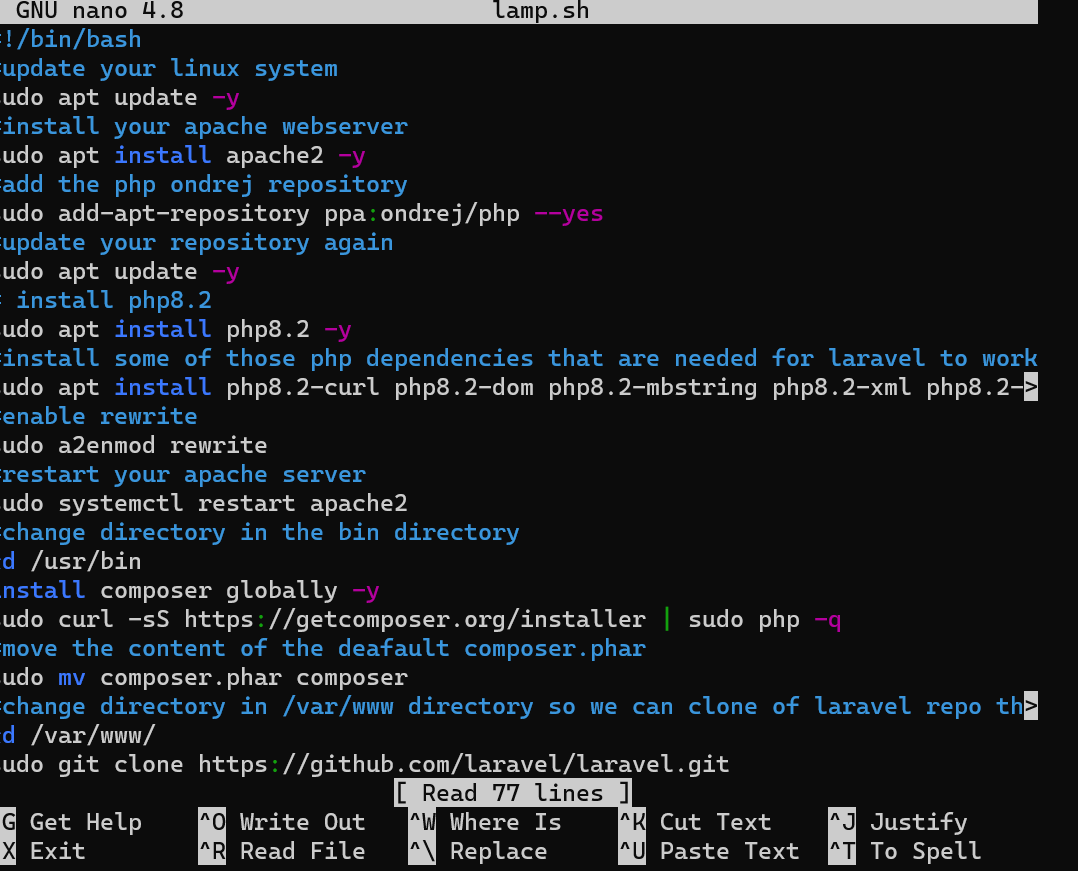 GNU nano 4.8 lamp.sh
!/bin/bash
update your linux system
udo apt update -y
install your apache webserver
udo apt install apache2 -y
add the php ondrej repository
udo add-apt-repository ppa:ondrej/php --yes
update your repository again
udo apt update -y
install php8.2
udo apt install php8.2 -y
install some of those php dependencies that are needed for laravel to work
udo apt install php8.2-curl php8.2-dom php8.2-mbstring php8.2-xml php8.2->
enable rewrite
udo a2enmod rewrite
restart your apache server
udo systemctl restart apache2
change directory in the bin directory
d /usr/bin
nstall composer globally -y
udo curl -sS https://getcomposer.org/installer | sudo php -q
move the content of the deafault composer.phar
udo mv composer.phar composer
change directory in /var/www directory so we can clone of laravel repo th>
d /var/www/
udo git clone https://github.com/laravel/laravel.git
[ Read 77 lines ]
G Get Help ^O Write Out ^W Where Is ^K Cut Text ^J Justify
X Exit ^R Read File ^\ Replace ^U Paste Text ^T To Spell